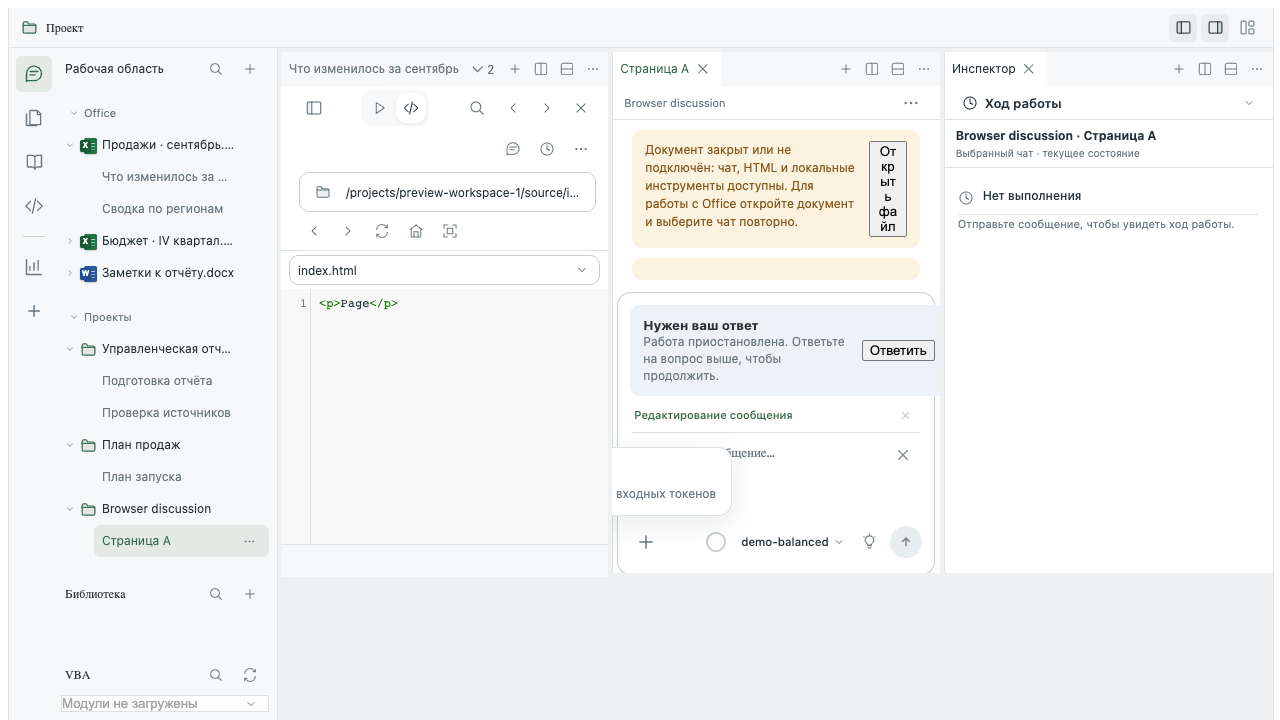 Проект
Рабочая область
Office
Продажи · сентябрь....
Что изменилось за ...
Сводка по регионам
Бюджет · IV квартал....
Заметки к отчёту.docx
Проекты
Управленческая отч...
Подготовка отчёта
Проверка источников
План продаж
План запуска
Browser discussion
Страница А
Библиотека
VBA
Модули не загружены
Что изменилось за сентябрь
2
/projects/preview-workspace-1/source/i...
index.html
1 <p>Page</p>
Страница А
Browser discussion
Документ закрыт или не
подключён: чат, HTML и локальные
инструменты доступны. Для
работы с Office откройте документ
и выберите чат повторно.
От
кр
ыт
ь
фа
йл
Нужен ваш ответ
Работа приостановлена. Ответьте
на вопрос выше, чтобы
продолжить.
Ответить
Редактирование сообщения
бщение...
входных токенов
demo-balanced
Инспектор
Ход работы
Browser discussion · Страница А
Выбранный чат · текущее состояние
Нет выполнения
Отправьте сообщение, чтобы увидеть ход работы.